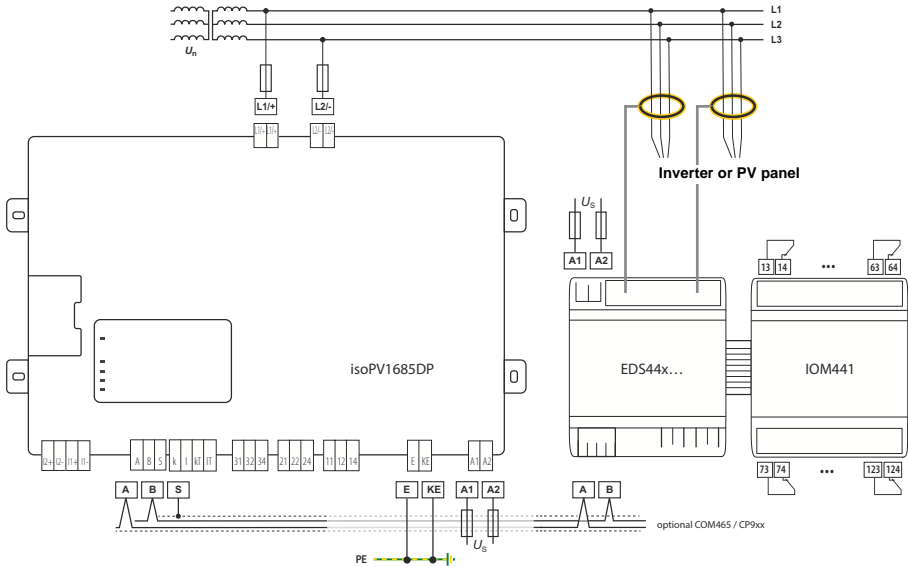 L1
L2
L3
Un
L1/+ L2/-
L1/+ L1/+ L2/- L2/-
Inverter or PV panel
US
A1 A2
13 14 ••• 63 64
isoPV1685DP
EDS44x…
IOM441
I2+ I2- I1+ I1- A B S k l kT lT 31 32 34 21 22 24 11 12 14 E KE A1 A2
73 74 ••• 123 124
A B S E KE A1 A2 A B
optional COM465 / CP9xx
US
PE